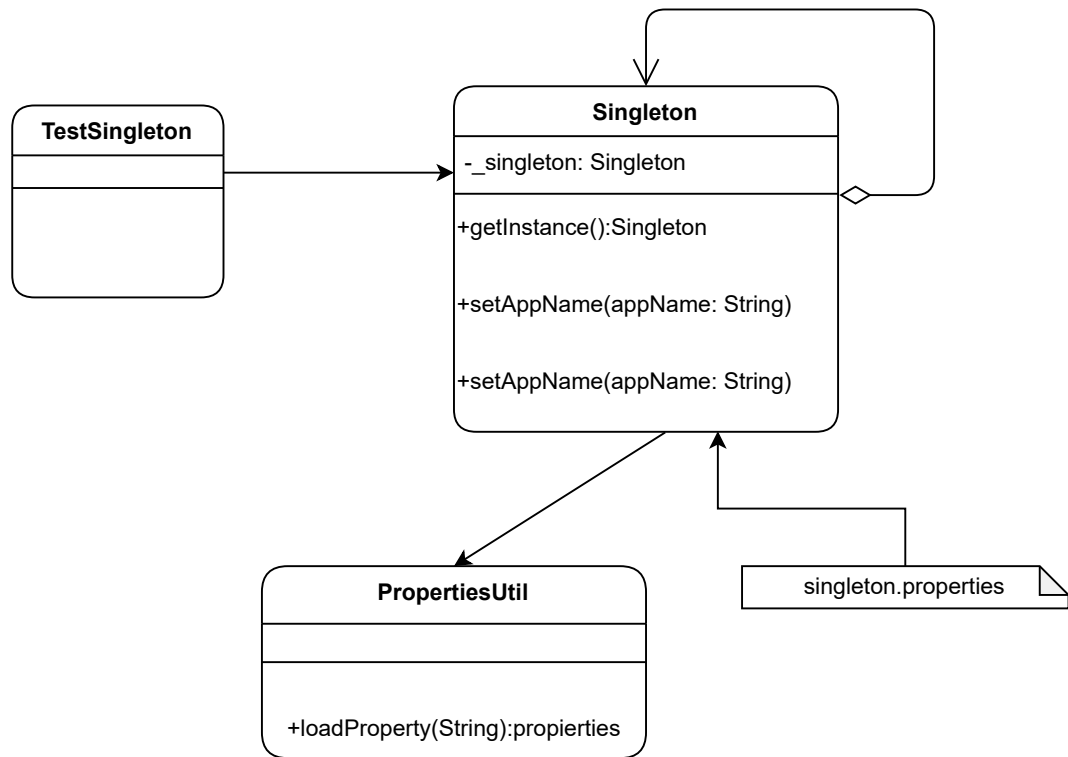 TestSingleton
Singleton
-_singleton: Singleton
+getInstance():Singleton
+setAppName(appName: String)
+setAppName(appName: String)
PropertiesUtil
+loadProperty(String):propierties
singleton.properties